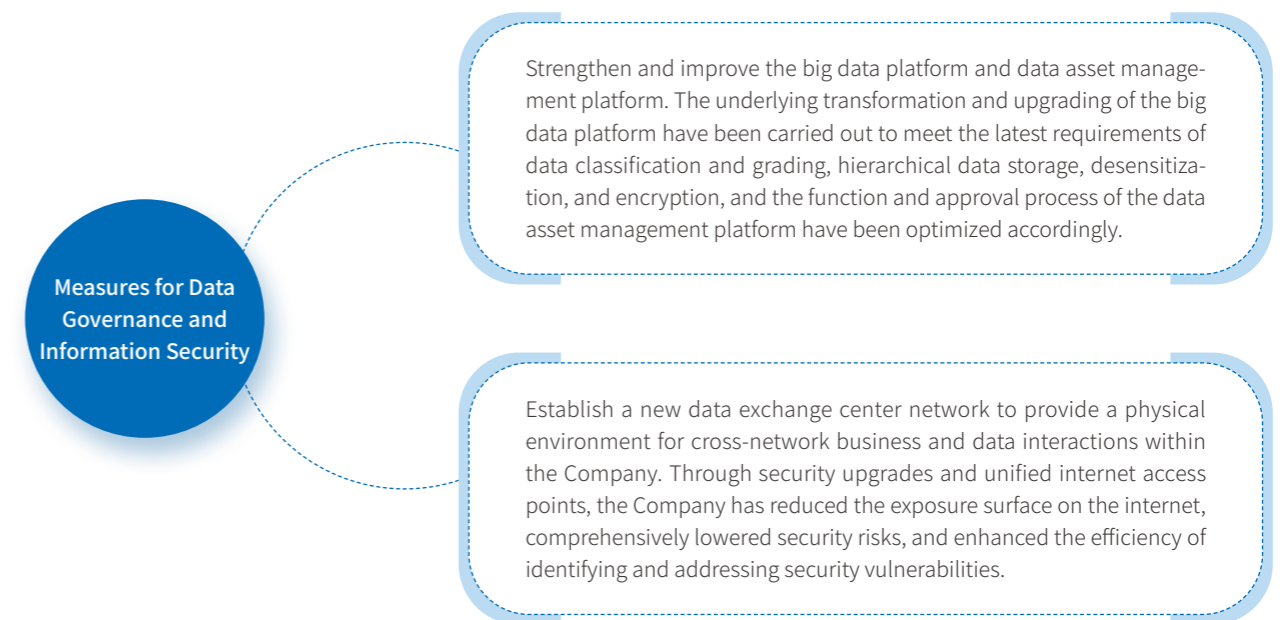 Measures for Data
Governance and
Information Security
Strengthen and improve the big data platform and data asset manage-
ment platform. The underlying transformation and upgrading of the big
data platform have been carried out to meet the latest requirements of
data classification and grading, hierarchical data storage, desensitiza-
tion, and encryption, and the function and approval process of the data
asset management platform have been optimized accordingly.
Establish a new data exchange center network to provide a physical
environment for cross-network business and data interactions within
the Company. Through security upgrades and unified internet access
points, the Company has reduced the exposure surface on the internet,
comprehensively lowered security risks, and enhanced the efficiency of
identifying and addressing security vulnerabilities.